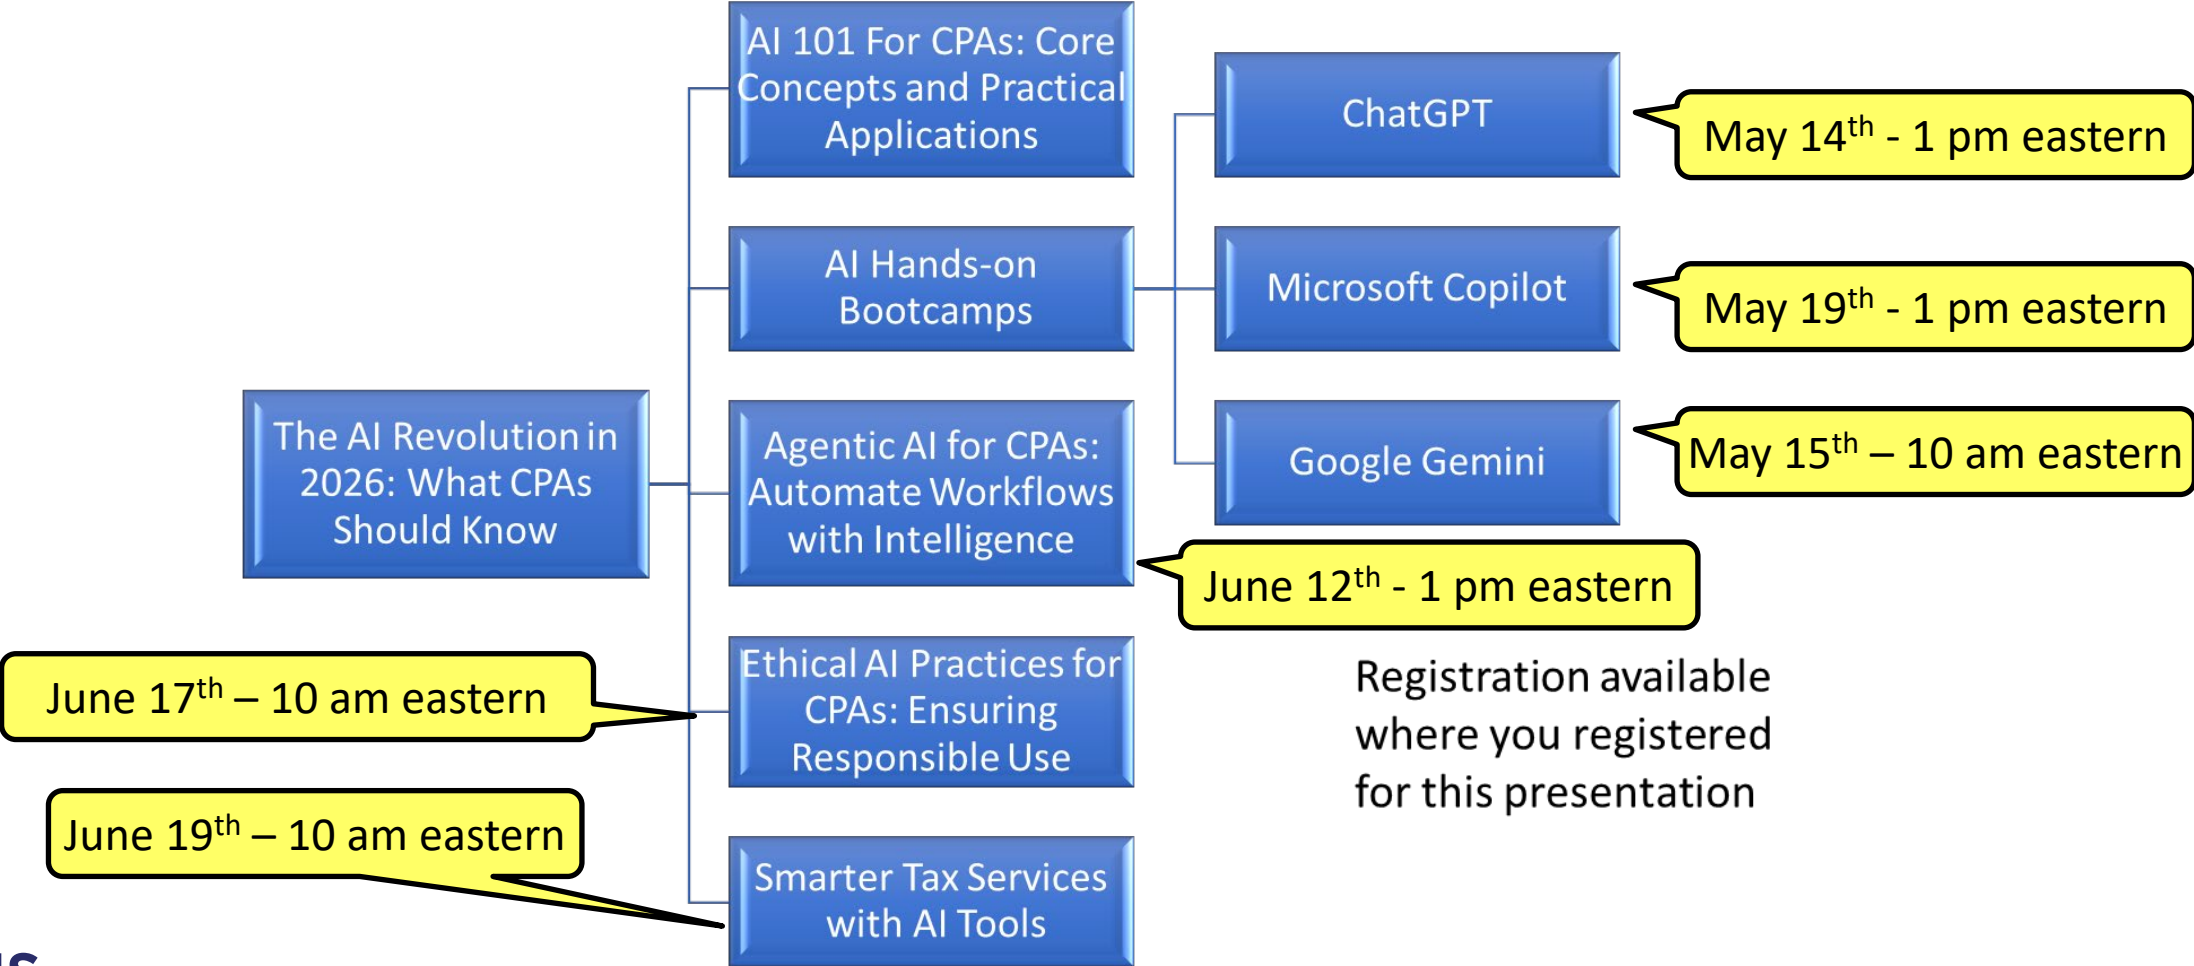 AI 101 For CPAs: Core
Concepts and Practical
Applications
ChatGPT
May 14th - 1 pm eastern
AI Hands-on
Bootcamps
Microsoft Copilot
May 19th - 1 pm eastern
The AI Revolution in
2026: What CPAs
Should Know
Agentic AI for CPAs:
Automate Workflows
with Intelligence
Google Gemini
May 15th – 10 am eastern
June 12th - 1 pm eastern
June 17th – 10 am eastern
Ethical AI Practices for
CPAs: Ensuring
Responsible Use
Registration available
where you registered
for this presentation
June 19th – 10 am eastern
Smarter Tax Services
with AI Tools